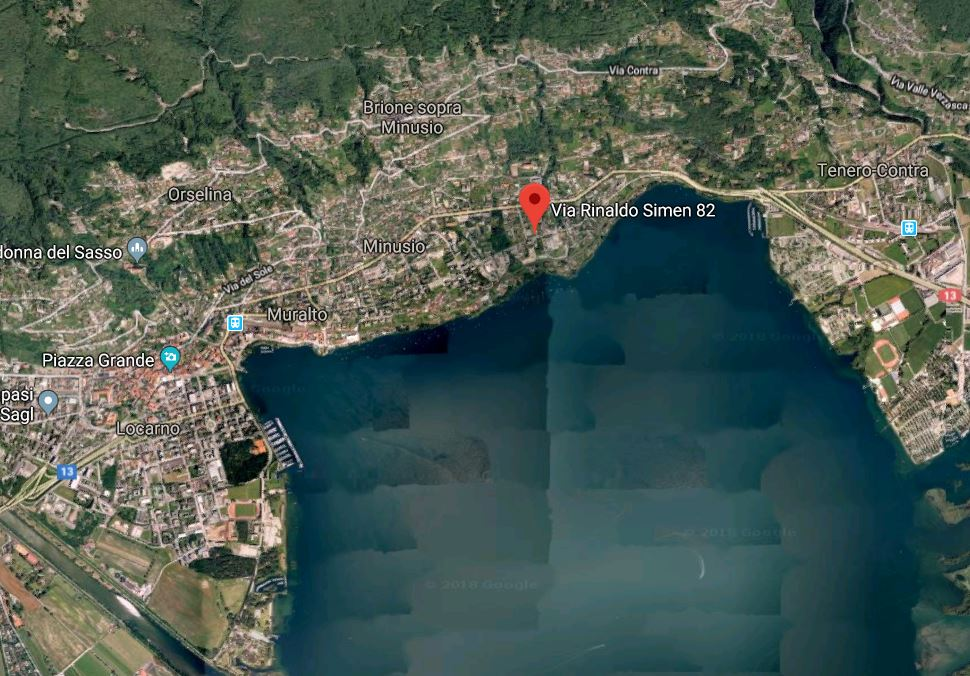 Via Contra
Via Valle Verzasca
Brione sopra
Minusio
Tenero-Contra
Orselina
Via Rinaldo Simen 82
donna del Sasso
Minusio
Via del Sole
13
Muralto
Piazza Grande
© 2018 Google
pasi
Sagl
Locarno
13
© 2018 Google
© 2018 Google